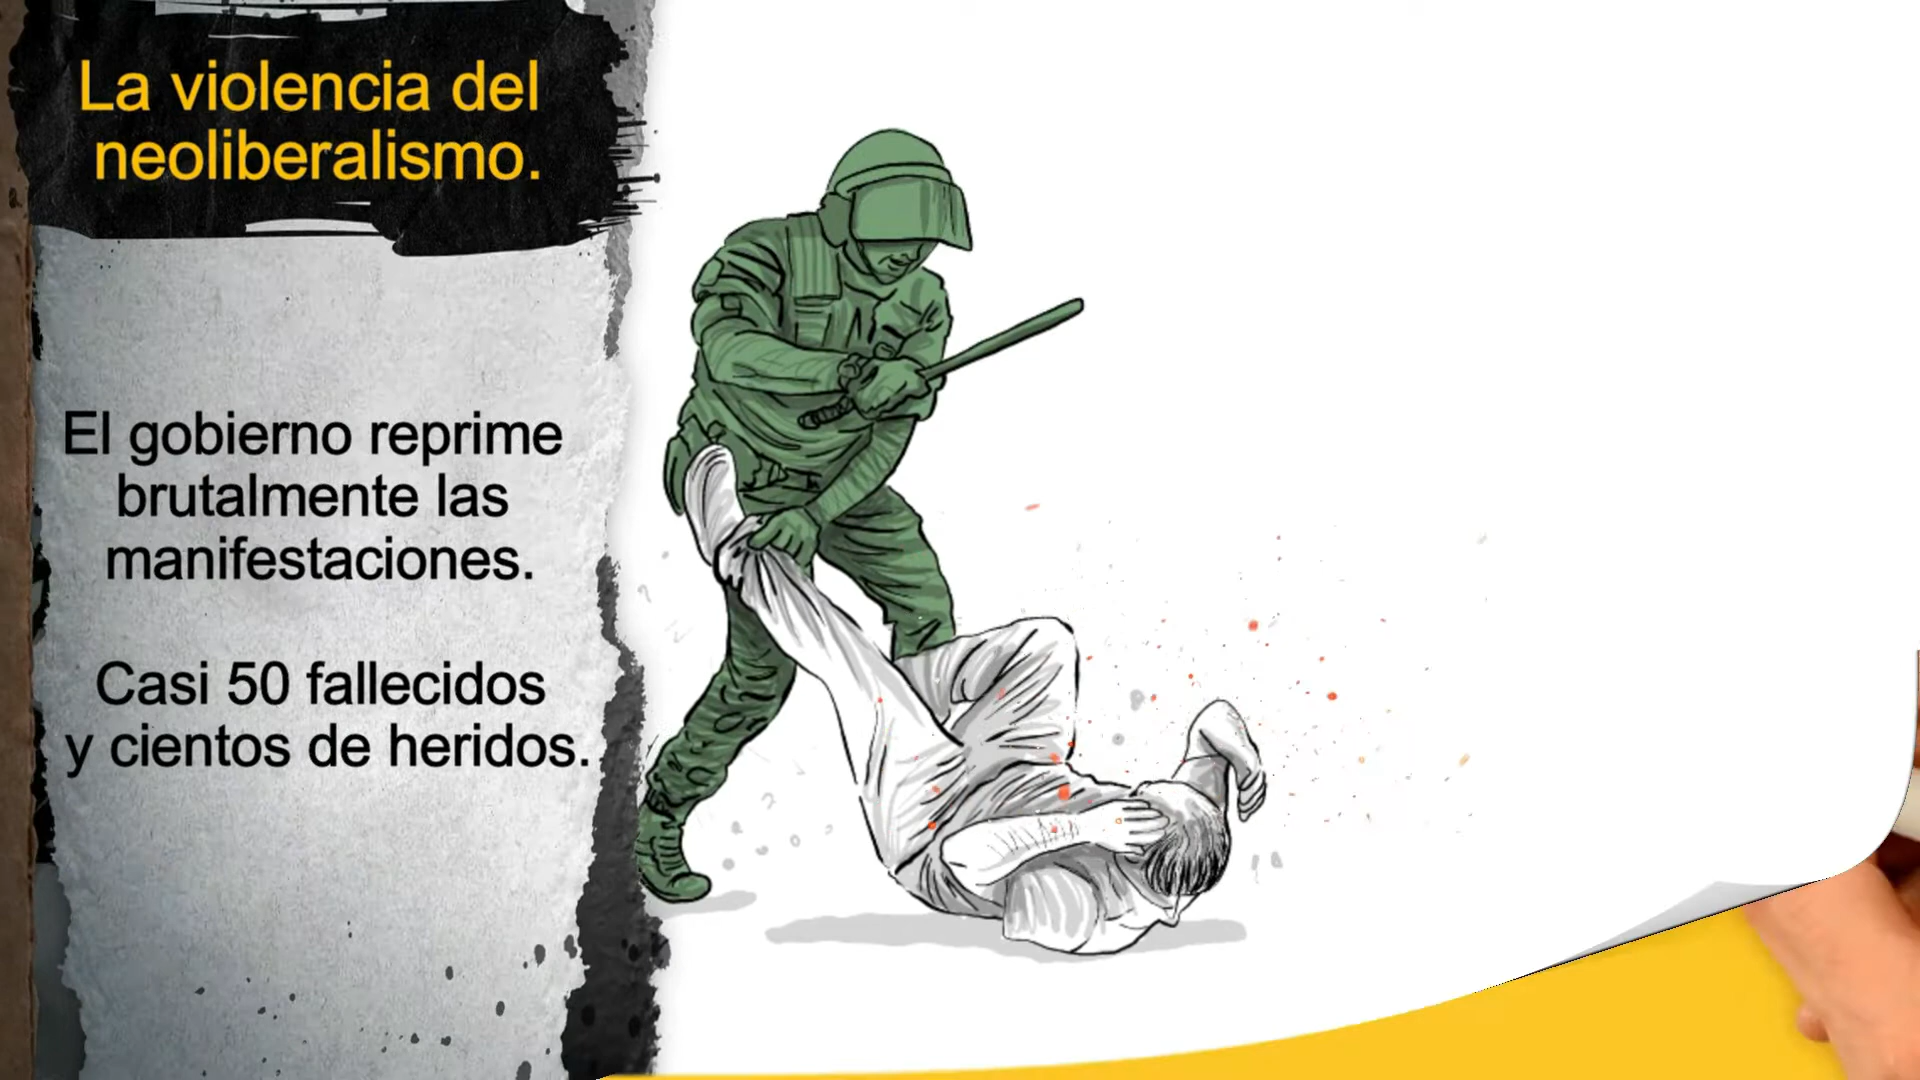 La violencia del
neoliberalismo.
El gobierno reprime
brutalmente las
manifestaciones.
Casi 50 fallecidos
y cientos de heridos.